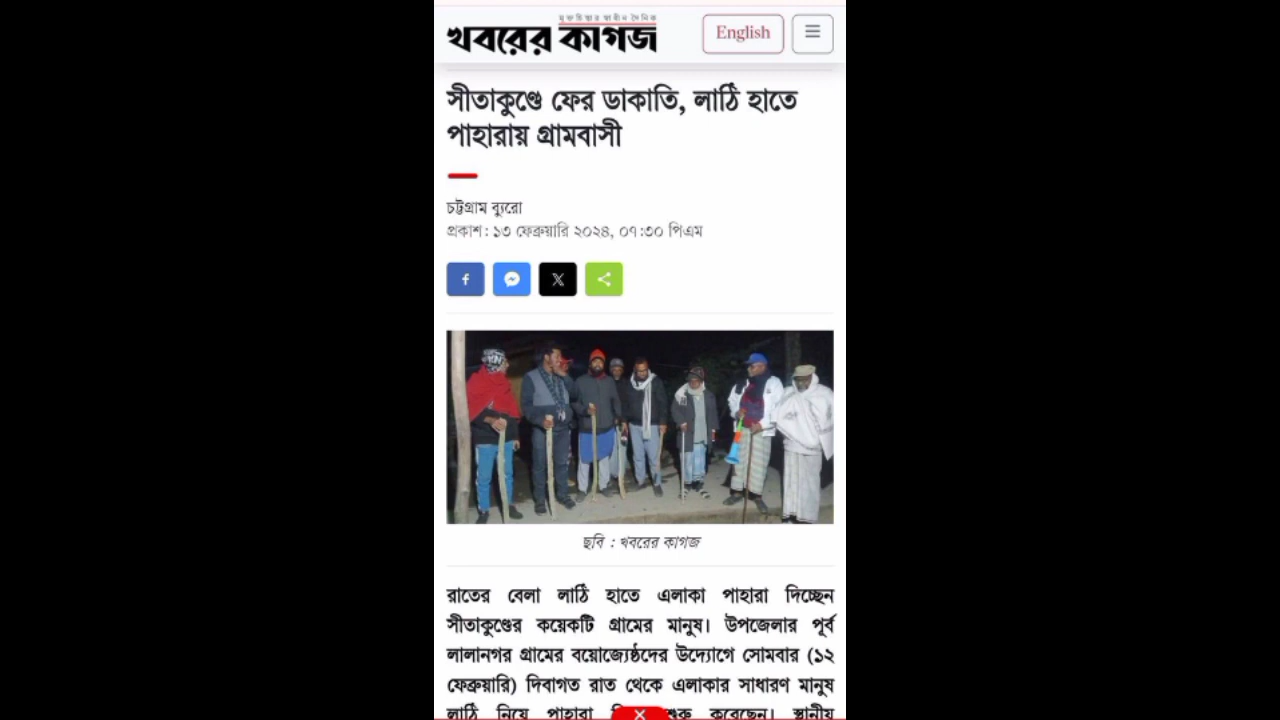 মুক্তচিন্তার স্বাধীন দৈনিক
খবরের কাগজ
English
সীতাকুণ্ডে ফের ডাকাতি, লাঠি হাতে
পাহারায় গ্রামবাসী
চট্টগ্রাম ব্যুরো
প্রকাশ: ১৩ ফেব্রুয়ারি ২০২৪, ০৭:৩০ পিএম
ছবি : খবরের কাগজ
রাতের বেলা লাঠি হাতে এলাকা পাহারা দিচ্ছেন
সীতাকুণ্ডের কয়েকটি গ্রামের মানুষ। উপজেলার পূর্ব
লালানগর গ্রামের বয়োজ্যেষ্ঠদের উদ্যোগে সোমবার (১২
ফেব্রুয়ারি) দিবাগত রাত থেকে এলাকার সাধারণ মানুষ
লাঠি নিয়ে পাহারা শুরু করেছেন। স্থানীয়